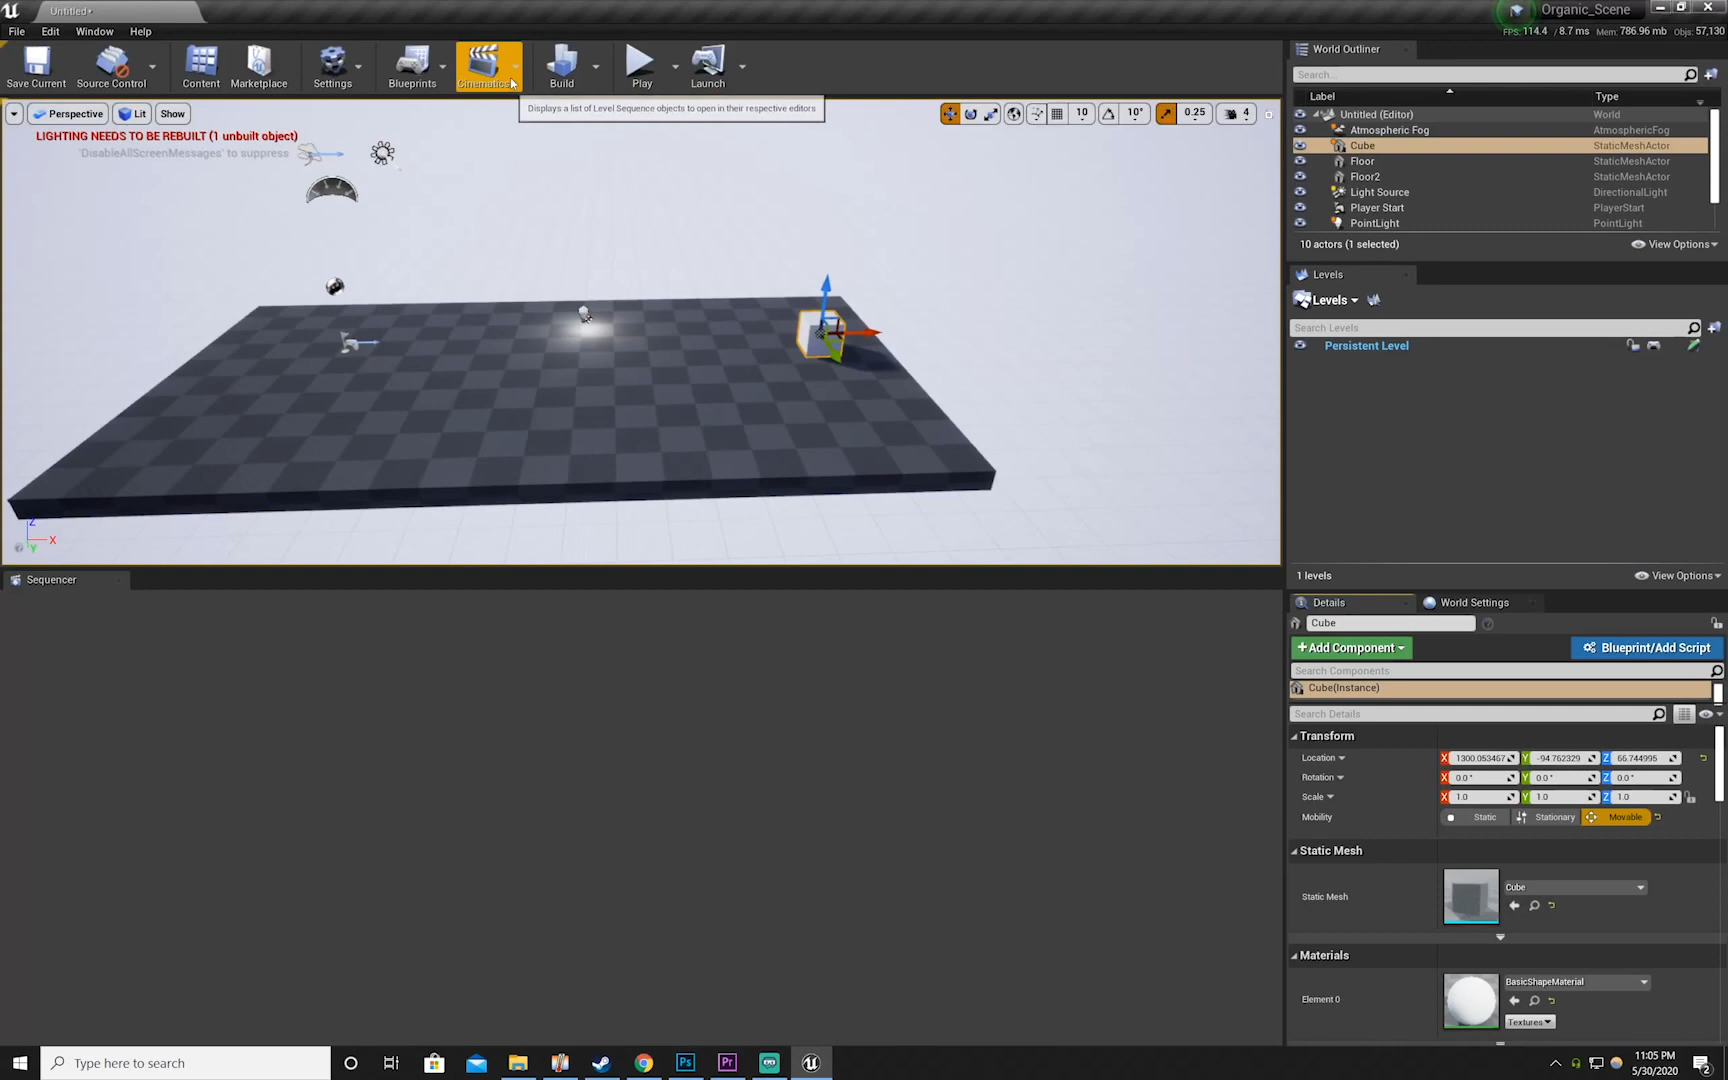 Untitled•
Organic_Scene
File Edit Window Help
FPS: 114.4 / 8.7 ms Mem: 786.96 mb Objs: 57,130
Save Current
Source Control
Content
Marketplace
Settings
Blueprints
Cinematics
Build
Play
Launch
Displays a list of Level Sequence objects to open in their respective editors
Perspective
Lit
Show
10
10°
0.25
4
LIGHTING NEEDS TO BE REBUILT (1 unbuilt object)
'DisableAllScreenMessages' to suppress
Z
X
Y
Sequencer
World Outliner
Search...
Label Type
Untitled (Editor) World
Atmospheric Fog AtmosphericFog
Cube StaticMeshActor
Floor StaticMeshActor
Floor2 StaticMeshActor
Light Source DirectionalLight
Player Start PlayerStart
PointLight PointLight
10 actors (1 selected) View Options
Levels
Levels
Search Levels
Persistent Level
1 levels View Options
Details World Settings
Cube
+Add Component Blueprint/Add Script
Search Components
Cube(Instance)
Search Details
Transform
Location X 1300.053467 Y -94.762329 Z 66.744995
Rotation X 0.0° Y 0.0° Z 0.0°
Scale X 1.0 Y 1.0 Z 1.0
Mobility Static Stationary Movable
Static Mesh
Static Mesh Cube
Materials
Element 0 BasicShapeMaterial
Textures
Type here to search
Ps
Pr
11:05 PM
5/30/2020
2